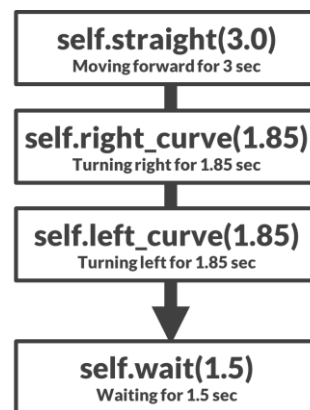 self.straight(3.0)
Moving forward for 3 sec
self.right_curve(1.85)
Turning right for 1.85 sec
self.left_curve(1.85)
Turning left for 1.85 sec
self.wait(1.5)
Waiting for 1.5 sec